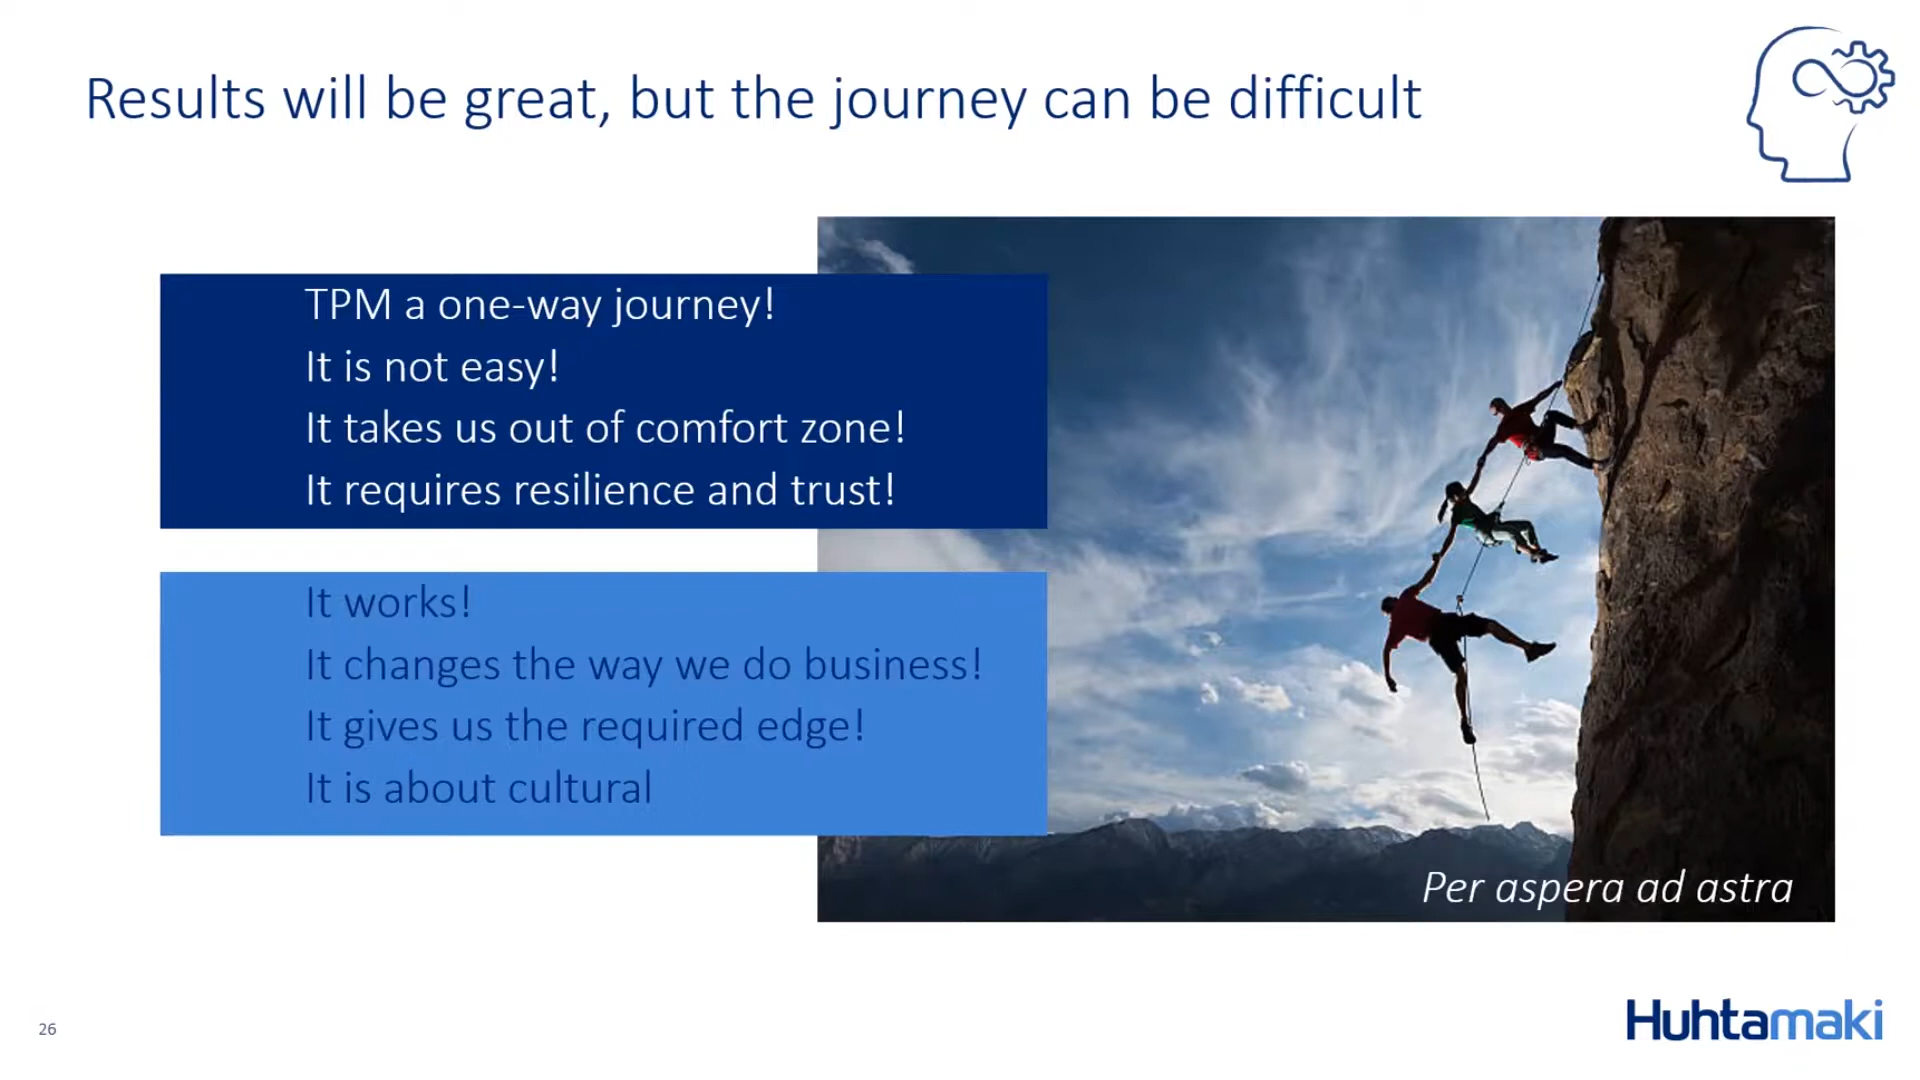 Results will be great, but the journey can be difficult
TPM a one-way journey!
It is not easy!
It takes us out of comfort zone!
It requires resilience and trust!
It works!
It changes the way we do business!
It gives us the required edge!
It is about cultural
Per aspera ad astra
26
Huhtamaki